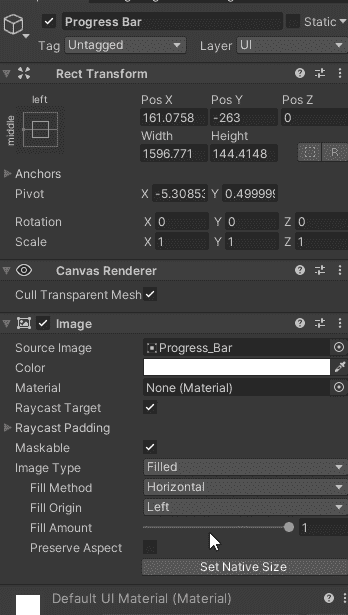 Progress Bar Static
Tag Untagged Layer UI
Rect Transform
left
middle
Pos X Pos Y Pos Z
161.0758 -263 0
Width Height
1596.771 144.4148
R
Anchors
Pivot X -5.3085 Y 0.499999
Rotation X 0 Y 0 Z 0
Scale X 1 Y 1 Z 1
Canvas Renderer
Cull Transparent Mesh
Image
Source Image Progress_Bar
Color
Material None (Material)
Raycast Target
Raycast Padding
Maskable
Image Type Filled
Fill Method Horizontal
Fill Origin Left
Fill Amount 1
Preserve Aspect
Set Native Size
Default UI Material (Material)